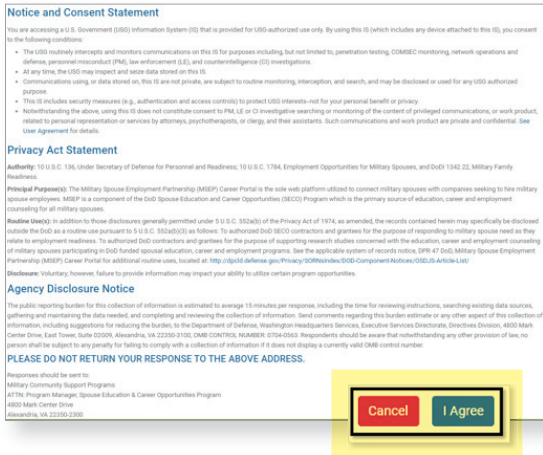 Notice and Consent Statement
You are accessing a U.S. Government (USG) Information System (IS) that is provided for USG-authorized use only. By using this IS (which includes any device attached to this IS), you consent
to the following conditions:
• The USG routinely intercepts and monitors communications on this IS for purposes including, but not limited to, penetration testing, COMSEC monitoring, network operations and
defense, personnel misconduct (PM), law enforcement (LE), and counterintelligence (CI) investigations.
• At any time, the USG may inspect and seize data stored on this IS.
• Communications using, or data stored on, this IS are not private, are subject to routine monitoring, interception, and search, and may be disclosed or used for any USG authorized
purpose.
• This IS includes security measures (e.g., authentication and access controls) to protect USG interests–not for your personal benefit or privacy.
• Notwithstanding the above, using this IS does not constitute consent to PM, LE or CI investigative searching or monitoring of the content of privileged communications, or work product,
related to personal representation or services by attorneys, psychotherapists, or clergy, and their assistants. Such communications and work product are private and confidential. See
User Agreement for details.
Privacy Act Statement
Authority: 10 U.S.C. 136, Under Secretary of Defense for Personnel and Readiness; 10 U.S.C. 1784, Employment Opportunities for Military Spouses, and DoDI 1342.22, Military Family
Readiness.
Principal Purpose(s): The Military Spouse Employment Partnership (MSEP) Career Portal is the sole web platform utilized to connect military spouses with companies seeking to hire military
spouse employees. MSEP is a component of the DoD Spouse Education and Career Opportunities (SECO) Program which is the primary source of education, career and employment
counseling for all military spouses.
Routine Use(s): In addition to those disclosures generally permitted under 5 U.S.C. 552a(b) of the Privacy Act of 1974, as amended, the records contained herein may specifically be disclosed
outside the DoD as a routine use pursuant to 5 U.S.C. 552a(b)(3) as follows: To authorized DoD SECO contractors and grantees for the purpose of responding to military spouse need as they
relate to employment readiness. To authorized DoD contractors and grantees for the purpose of supporting research studies concerned with the education, career and employment counseling
of military spouses participating in DoD funded spousal education, career and employment programs. See the applicable system of records notice, DPR 47 DoD, Military Spouse Employment
Partnership (MSEP) Career Portal for additional routine uses, located at: http://dpcld.defense.gov/Privacy/SORNsIndex/DOD-Component-Notices/OSDJS-Article-List/
Disclosure: Voluntary; however, failure to provide information may impact your ability to utilize certain program opportunities.
Agency Disclosure Notice
The public reporting burden for this collection of information is estimated to average 15 minutes per response, including the time for reviewing instructions, searching existing data sources,
gathering and maintaining the data needed, and completing and reviewing the collection of information. Send comments regarding this burden estimate or any other aspect of this collection of
information, including suggestions for reducing the burden, to the Department of Defense, Washington Headquarters Services, Executive Services Directorate, Directives Division, 4800 Mark
Center Drive, East Tower, Suite 02G09, Alexandria, VA 22350-3100, OMB CONTROL NUMBER: 0704-0563. Respondents should be aware that notwithstanding any other provision of law, no
person shall be subject to any penalty for failing to comply with a collection of information if it does not display a currently valid OMB control number.
PLEASE DO NOT RETURN YOUR RESPONSE TO THE ABOVE ADDRESS.
Responses should be sent to:
Military Community Support Programs
ATTN: Program Manager, Spouse Education & Career Opportunities Program
4800 Mark Center Drive
Alexandria, VA 22350-2300
Cancel
I Agree